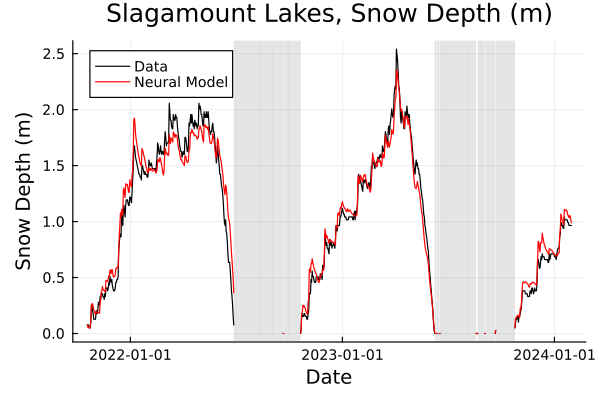 Slagamount Lakes, Snow Depth (m)
Data
Neural Model
Snow Depth (m)
2.5
2.0
1.5
1.0
0.5
0.0
2022-01-01
2023-01-01
2024-01-01
Date